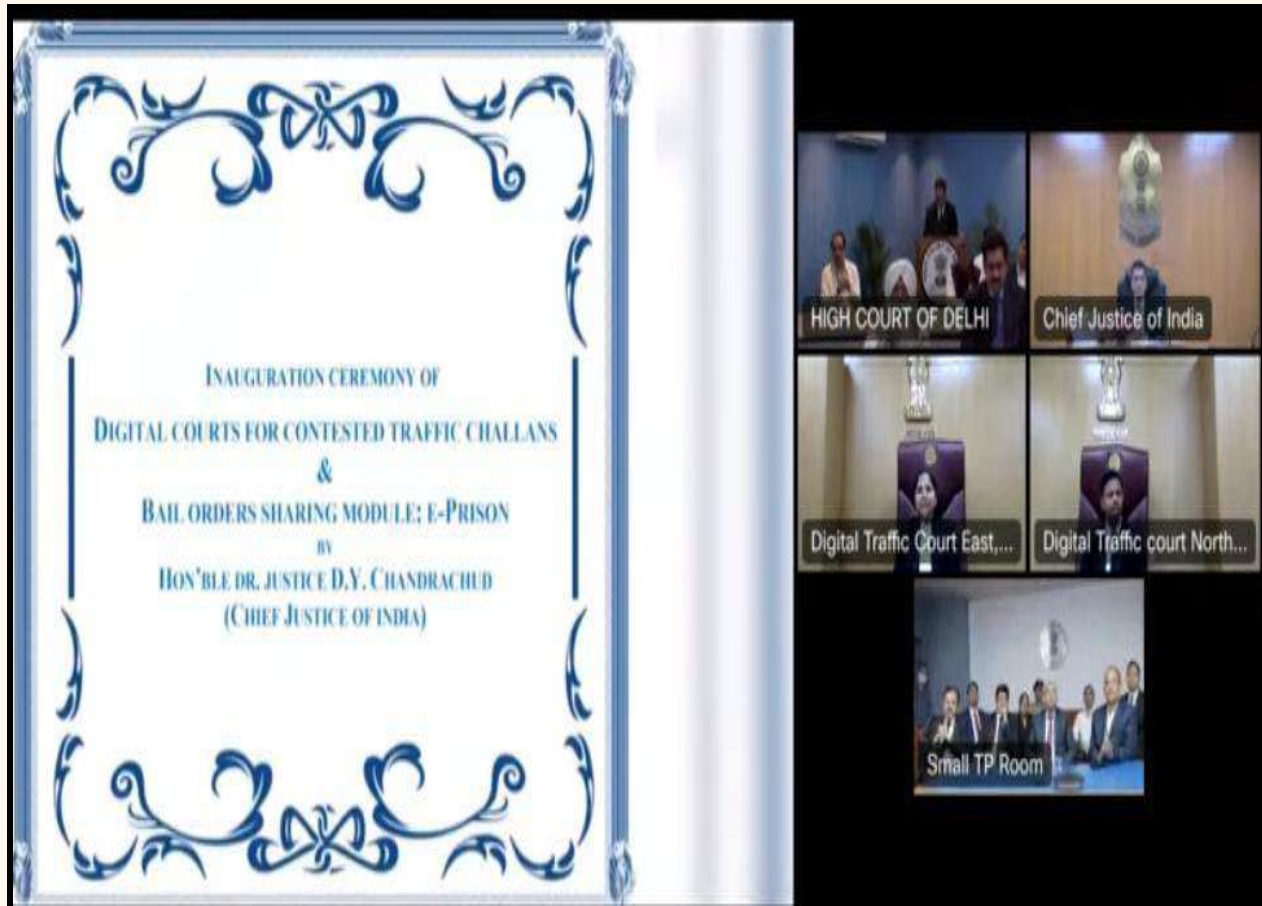 INAUGURATION CEREMONY OF
DIGITAL COURTS FOR CONTESTED TRAFFIC CHALLANS
&
BAIL ORDERS SHARING MODULE: E-PRISON
BY
HON'BLE DR. JUSTICE D.Y. CHANDRACHUD
(CHIEF JUSTICE OF INDIA)
HIGH COURT OF DELHI
Chief Justice of India
Digital Traffic Court East,...
Digital Traffic court North...
Small TP Room